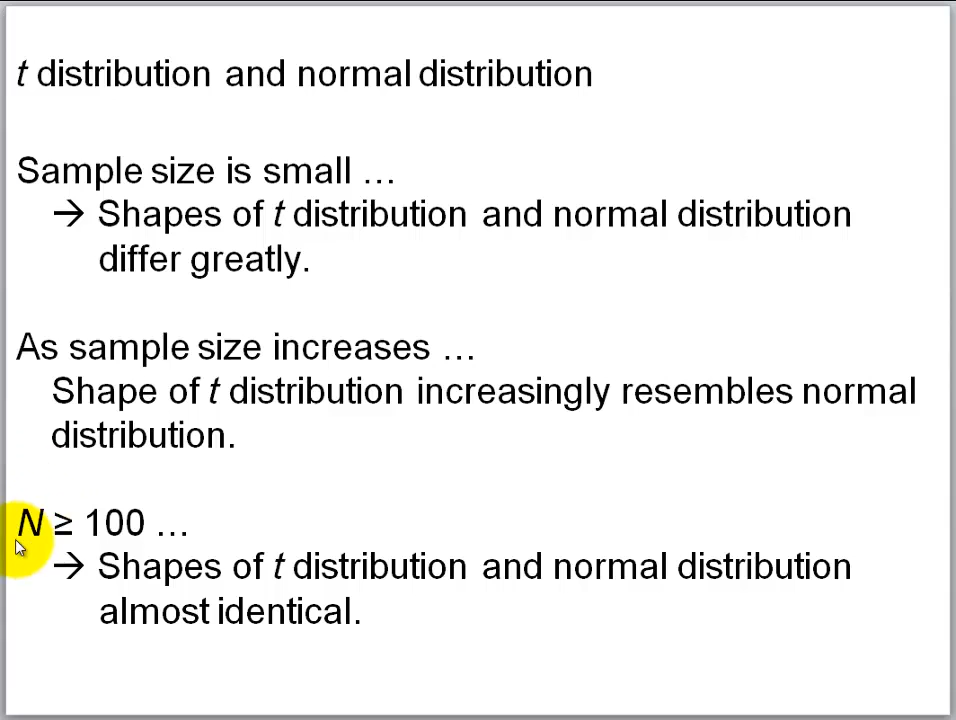 t distribution and normal distribution
Sample size is small …
→ Shapes of t distribution and normal distribution
differ greatly.
As sample size increases …
Shape of t distribution increasingly resembles normal
distribution.
N ≥ 100 …
→ Shapes of t distribution and normal distribution
almost identical.